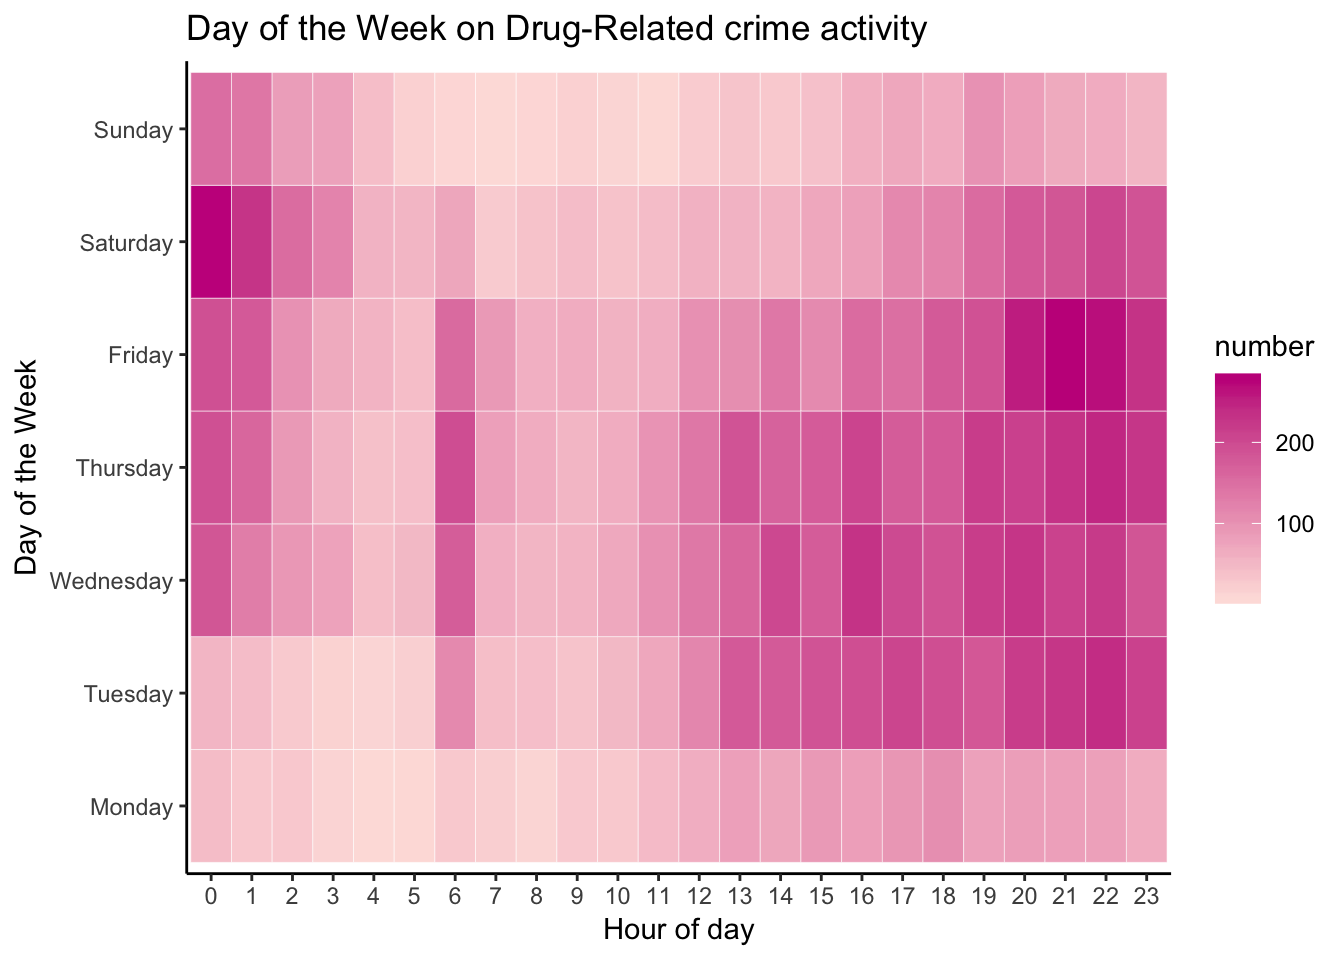 Day of the Week on Drug-Related crime activity
Day of the Week
Sunday
Saturday
Friday
Thursday
Wednesday
Tuesday
Monday
0 1 2 3 4 5 6 7 8 9 10 11 12 13 14 15 16 17 18 19 20 21 22 23
Hour of day
number
200
100